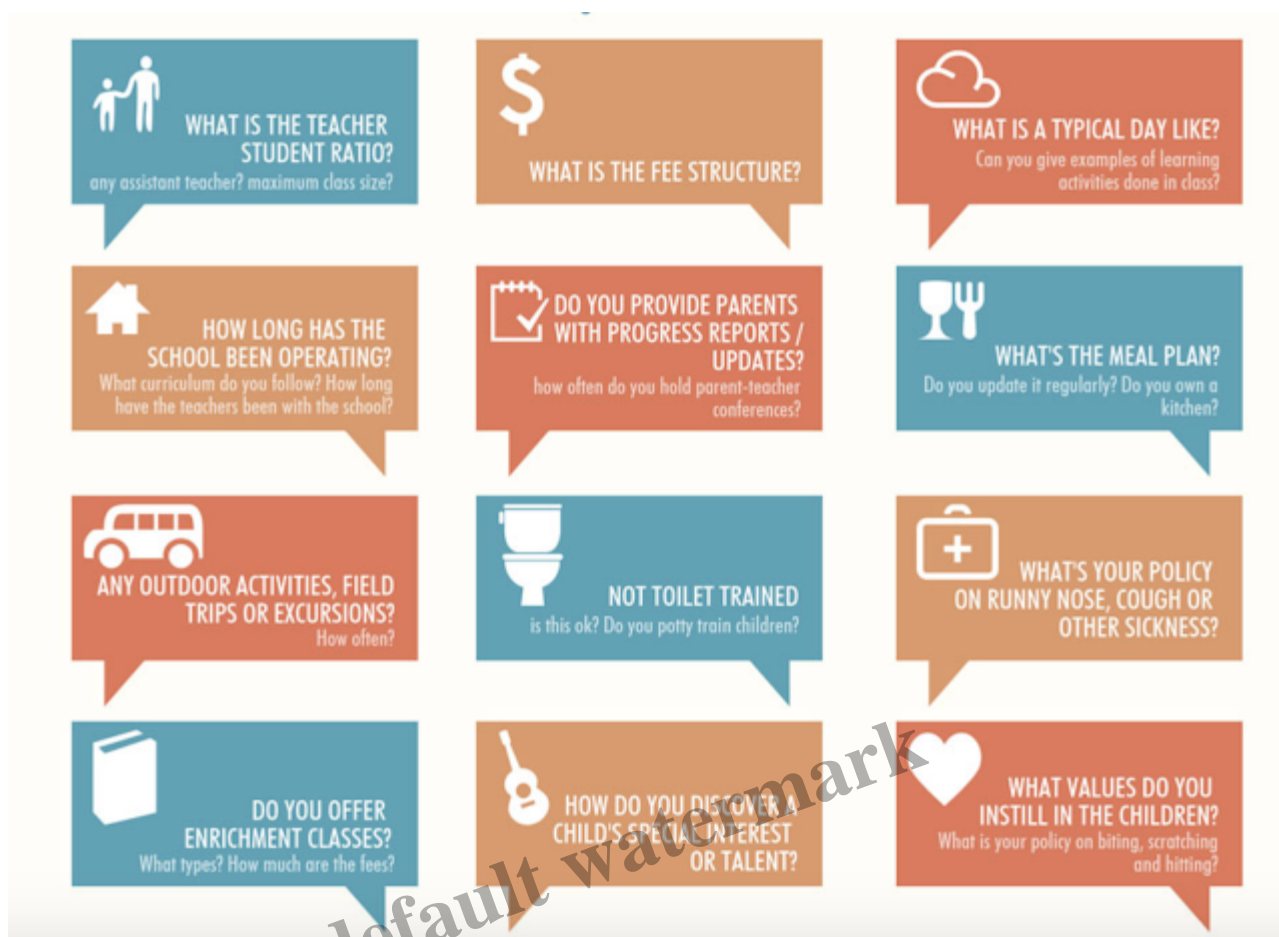 WHAT IS THE TEACHER
STUDENT RATIO?
any assistant teacher? maximum class size?
WHAT IS THE FEE STRUCTURE?
WHAT IS A TYPICAL DAY LIKE?
Can you give examples of learning
activities done in class?
HOW LONG HAS THE
SCHOOL BEEN OPERATING?
What curriculum do you follow? How long
have the teachers been with the school?
DO YOU PROVIDE PARENTS
WITH PROGRESS REPORTS /
UPDATES?
how often do you hold parent-teacher
conferences?
WHAT'S THE MEAL PLAN?
Do you update it regularly? Do you own a
kitchen?
ANY OUTDOOR ACTIVITIES, FIELD
TRIPS OR EXCURSIONS?
How often?
NOT TOILET TRAINED
is this ok? Do you potty train children?
WHAT'S YOUR POLICY
ON RUNNY NOSE, COUGH OR
OTHER SICKNESS?
DO YOU OFFER
ENRICHMENT CLASSES?
What types? How much are the fees?
HOW DO YOU DISCOVER A
CHILD'S SPECIAL INTEREST
OR TALENT?
WHAT VALUES DO YOU
INSTILL IN THE CHILDREN?
What is your policy on biting, scratching
and hitting?
default watermark